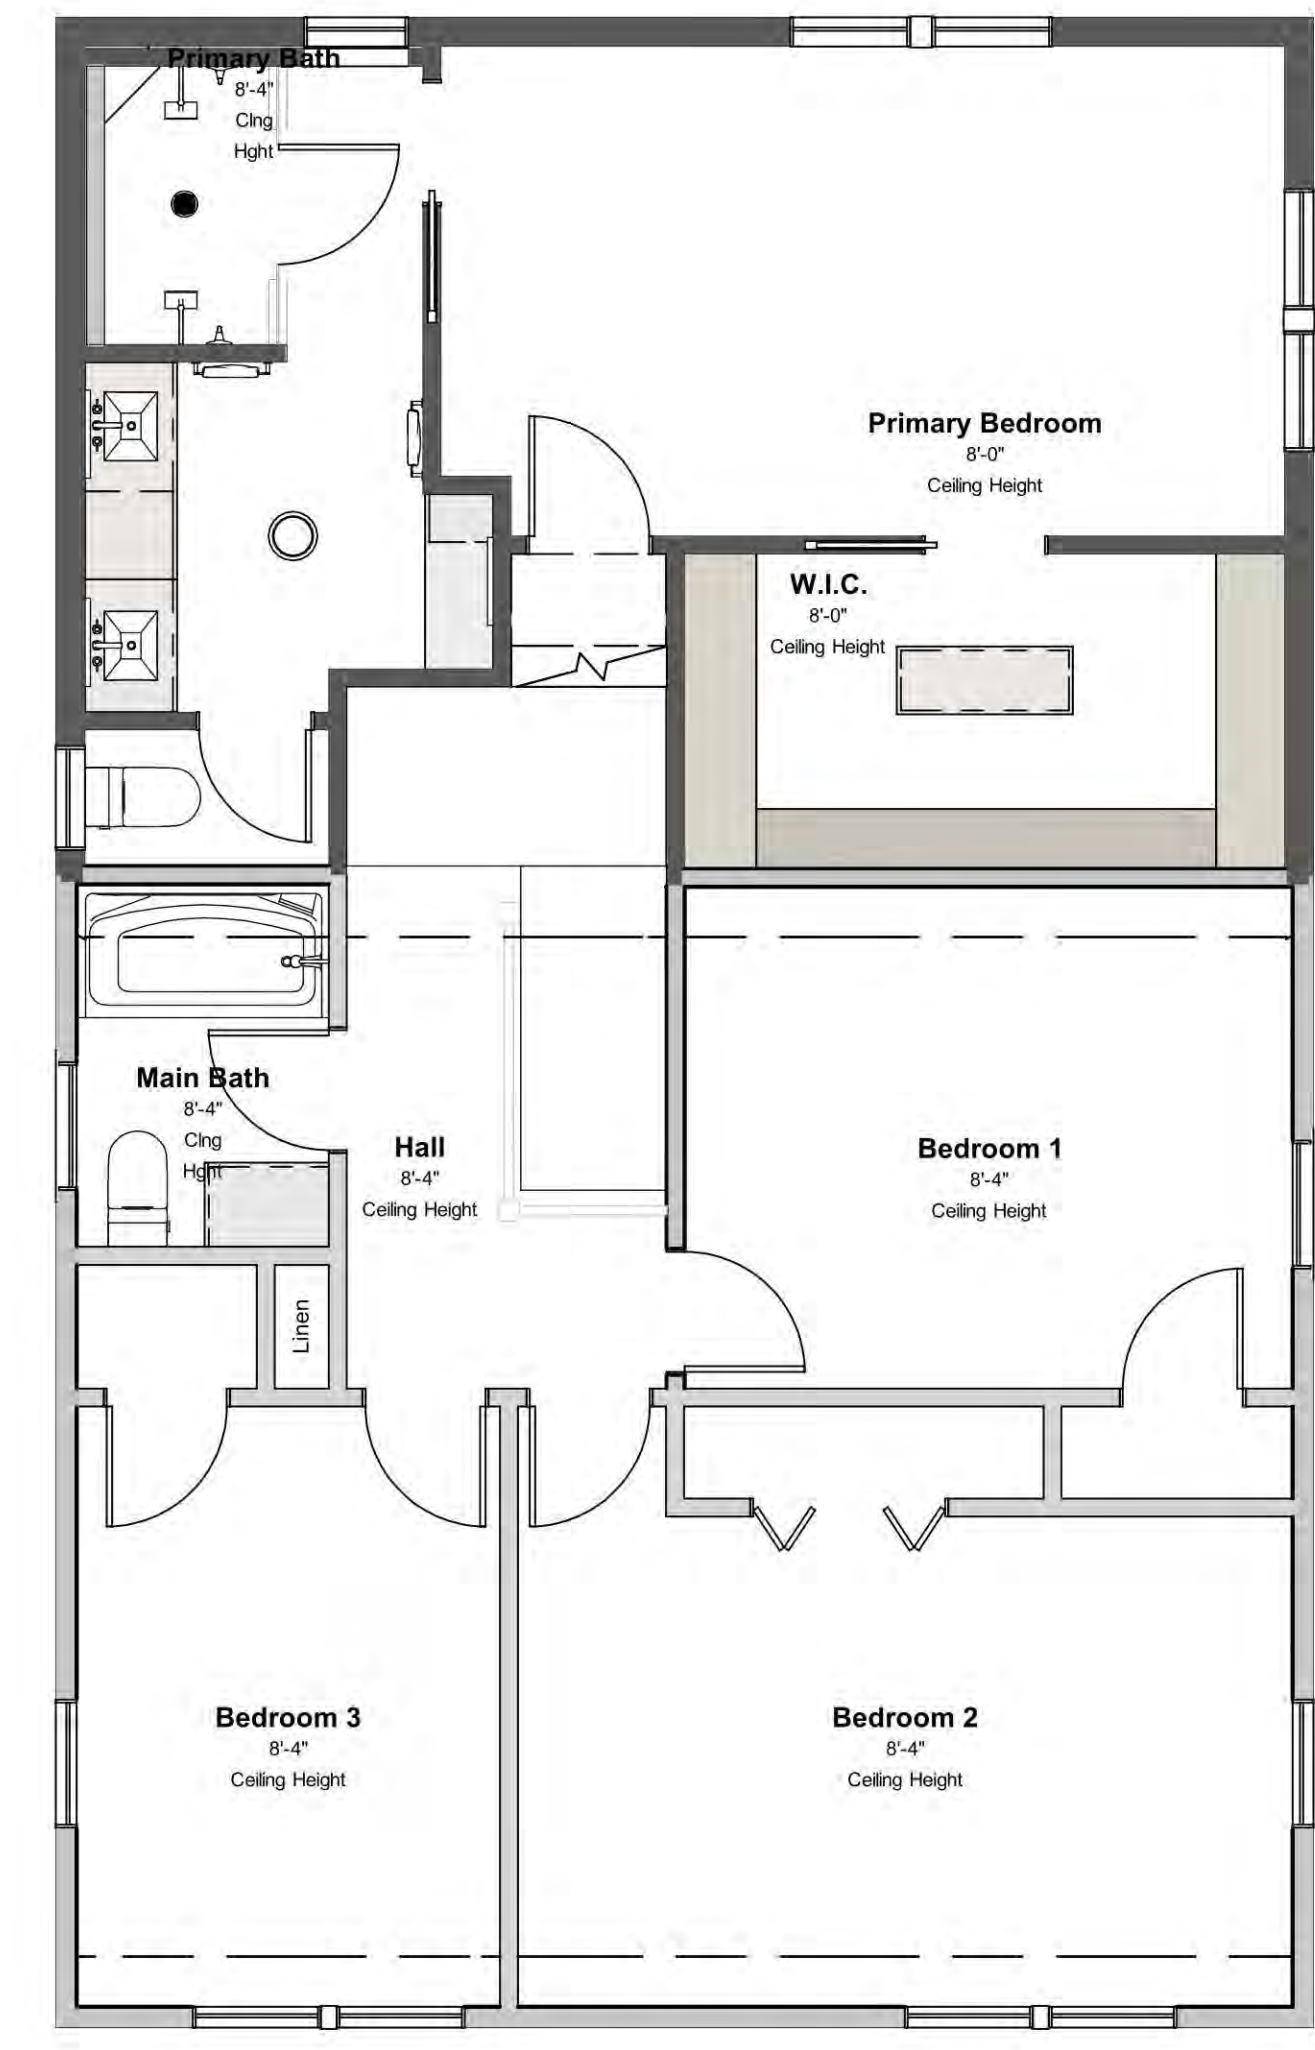 Primary Bath
8'-4"
Clng
Hght
Primary Bedroom
8'-0"
Ceiling Height
W.I.C.
8'-0"
Ceiling Height
Main Bath
8'-4"
Clng
Hght
Hall
8'-4"
Ceiling Height
Bedroom 1
8'-4"
Ceiling Height
Linen
Bedroom 3
8'-4"
Ceiling Height
Bedroom 2
8'-4"
Ceiling Height